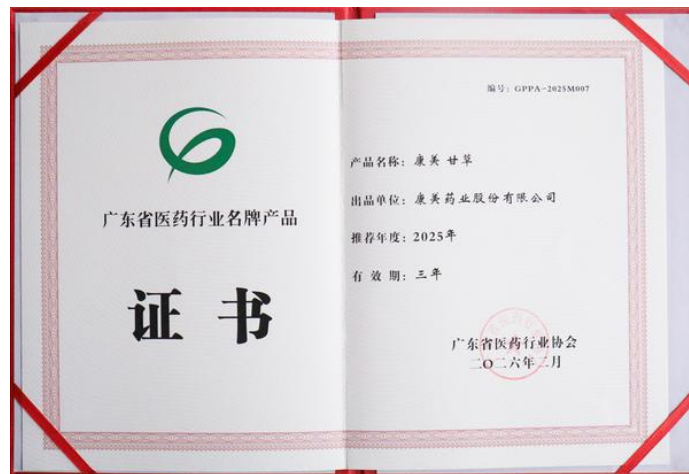 广东省医药行业名牌产品
证书
编号：GPPA-2025M007
产品名称：康美 甘草
出品单位：康美药业股份有限公司
推荐年度：2025年
有 效 期：三年
广东省医药行业协会
二〇二六年二月